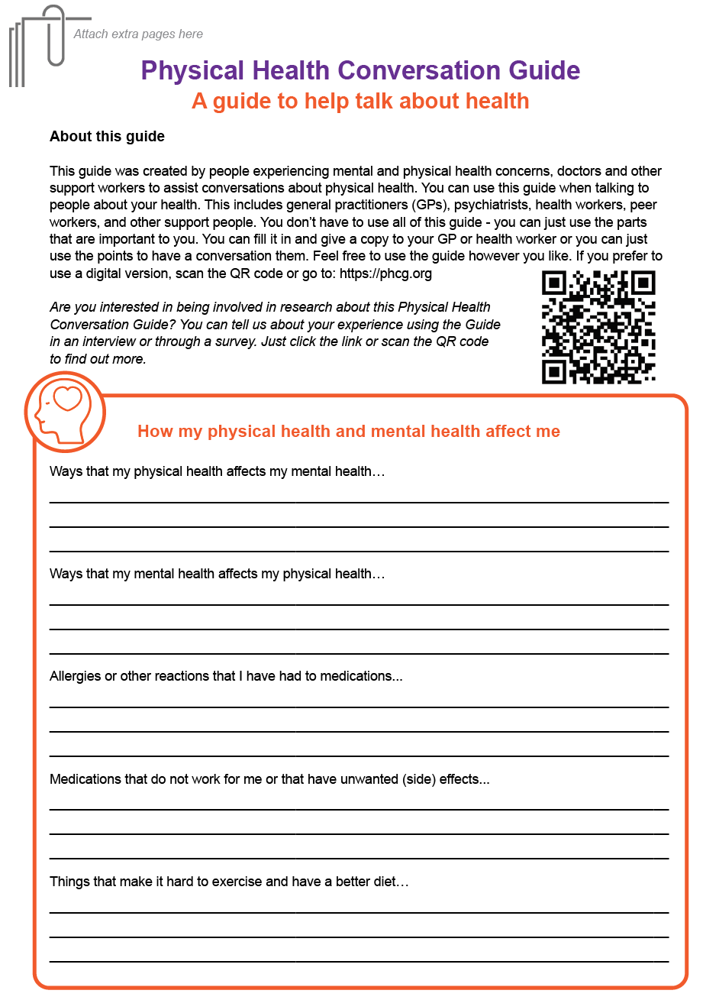 Attach extra pages here
Physical Health Conversation Guide
A guide to help talk about health
About this guide
This guide was created by people experiencing mental and physical health concerns, doctors and other
support workers to assist conversations about physical health. You can use this guide when talking to
people about your health. This includes general practitioners (GPs), psychiatrists, health workers, peer
workers, and other support people. You don't have to use all of this guide - you can just use the parts
that are important to you. You can fill it in and give a copy to your GP or health worker or you can just
use the points to have a conversation them. Feel free to use the guide however you like. If you prefer to
use a digital version, scan the QR code or go to: https://phcg.org
Are you interested in being involved in research about this Physical Health
Conversation Guide? You can tell us about your experience using the Guide
in an interview or through a survey. Just click the link or scan the QR code
to find out more.
How my physical health and mental health affect me
Ways that my physical health affects my mental health…
Ways that my mental health affects my physical health…
Allergies or other reactions that I have had to medications...
Medications that do not work for me or that have unwanted (side) effects...
Things that make it hard to exercise and have a better diet…